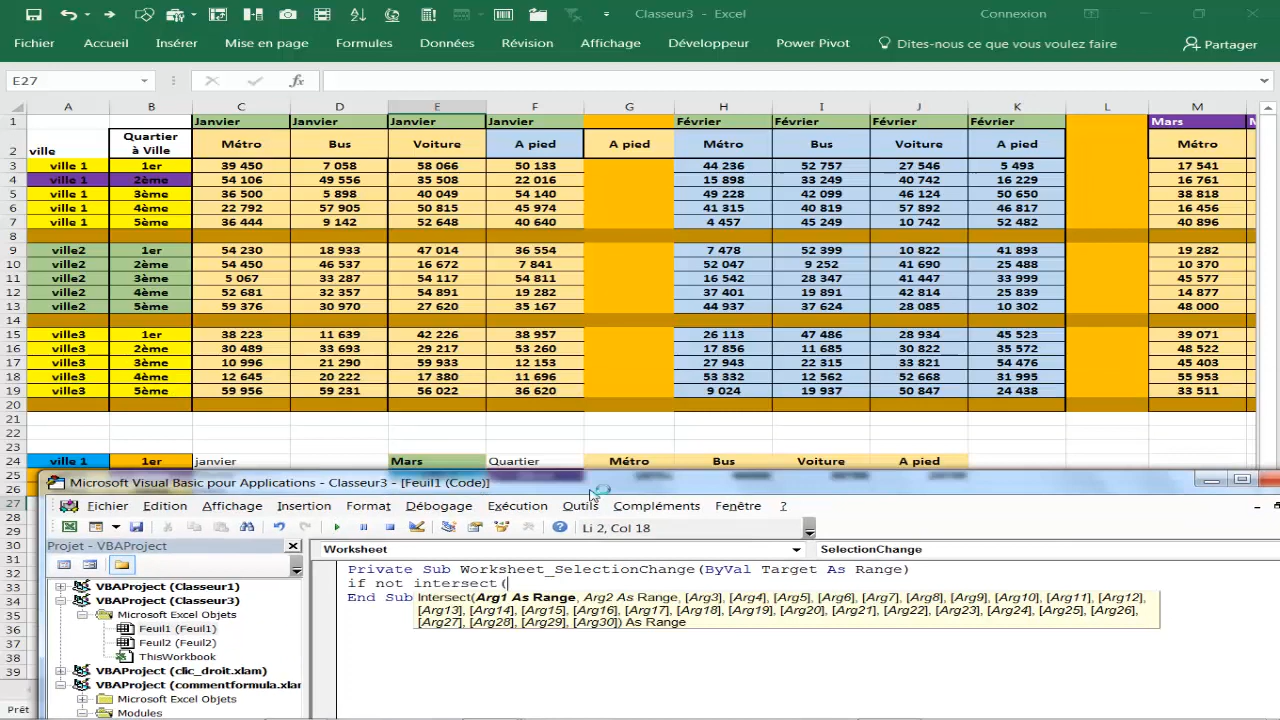 Classeur3 - Excel
Connexion
Fichier Accueil Insérer Mise en page Formules Données Révision Affichage Développeur Power Pivot Dites-nous ce que vous voulez faire Partager
E27 fx
A B C D E F G H I J K L M
1 Janvier Janvier Janvier Janvier Février Février Février Février Mars
2 ville Quartier à Ville Métro Bus Voiture A pied A pied Métro Bus Voiture A pied Métro
3 ville 1 1er 39 450 7 058 58 066 50 133 44 236 52 757 27 546 5 493 17 541
4 ville 1 2ème 54 106 49 556 35 508 22 016 15 898 33 249 40 742 16 229 16 761
5 ville 1 3ème 36 500 5 898 40 049 54 140 49 228 42 099 46 124 50 650 38 818
6 ville 1 4ème 22 792 57 905 50 815 45 974 41 315 40 819 57 892 46 817 16 456
7 ville 1 5ème 36 444 9 142 52 648 40 640 4 457 45 249 10 742 52 482 40 896
8
9 ville2 1er 54 230 18 933 47 014 36 554 7 478 52 399 10 822 41 893 19 282
10 ville2 2ème 54 450 46 537 16 672 7 841 52 047 9 252 41 690 25 488 10 370
11 ville2 3ème 5 067 33 287 54 117 54 811 26 018 28 347 41 447 33 999 45 577
12 ville2 4ème 52 681 32 357 54 891 19 282 37 401 19 891 42 814 25 839 14 877
13 ville2 5ème 59 376 30 970 27 620 35 167 44 937 37 624 28 085 10 302 48 000
14
15 ville3 1er 38 223 11 639 42 226 38 957 26 113 47 486 28 934 45 523 39 071
16 ville3 2ème 30 489 33 693 29 217 53 260 17 856 11 685 30 822 35 572 48 522
17 ville3 3ème 10 996 21 290 59 933 12 153 27 943 22 315 33 821 54 476 45 403
18 ville3 4ème 12 645 20 222 17 380 11 696 53 332 12 562 52 668 31 995 55 953
19 ville3 5ème 59 956 59 231 56 022 36 620 9 024 19 937 50 847 24 438 33 511
20
21
22
23
24 ville 1 1er janvier Mars Quartier Métro Bus Voiture A pied
25
26
27
28
29
30
31
32
33
34
35
36
37
38
39
Prêt
Microsoft Visual Basic pour Applications - Classeur3 - [Feuil1 (Code)]
Fichier Edition Affichage Insertion Format Débogage Exécution Outils Compléments Fenêtre ?
Li 2, Col 18
Projet - VBAProject
VBAProject (Classeur1)
VBAProject (Classeur3)
Microsoft Excel Objets
Feuil1 (Feuil1)
Feuil2 (Feuil2)
ThisWorkbook
VBAProject (clic_droit.xlam)
VBAProject (commentformula.xlam
Microsoft Excel Objets
Modules
Worksheet SelectionChange
Private Sub Worksheet_SelectionChange(ByVal Target As Range)
if not intersect(
End Sub
Intersect(Arg1 As Range, Arg2 As Range, [Arg3], [Arg4], [Arg5], [Arg6], [Arg7], [Arg8], [Arg9], [Arg10], [Arg11], [Arg12],
[Arg13], [Arg14], [Arg15], [Arg16], [Arg17], [Arg18], [Arg19], [Arg20], [Arg21], [Arg22], [Arg23], [Arg24], [Arg25], [Arg26],
[Arg27], [Arg28], [Arg29], [Arg30]) As Range